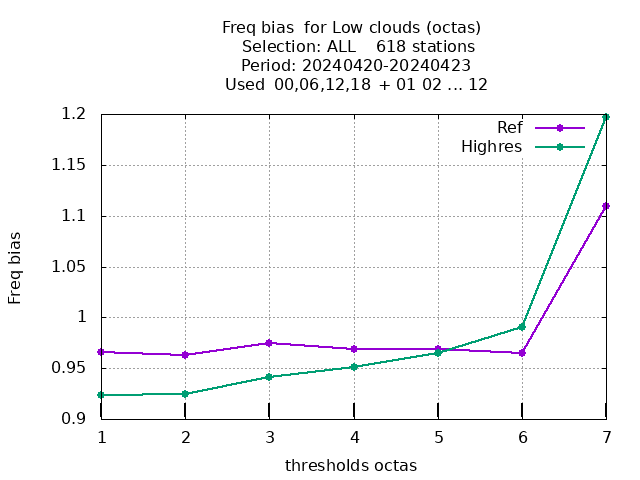 Freq bias  for Low clouds (octas)
Selection: ALL    618 stations
Period: 20240420-20240423
Used  00,06,12,18 + 01 02 ... 12
Ref
Highres
1.2
1.15
1.1
1.05
1
0.95
0.9
Freq bias
1 2 3 4 5 6 7
thresholds octas